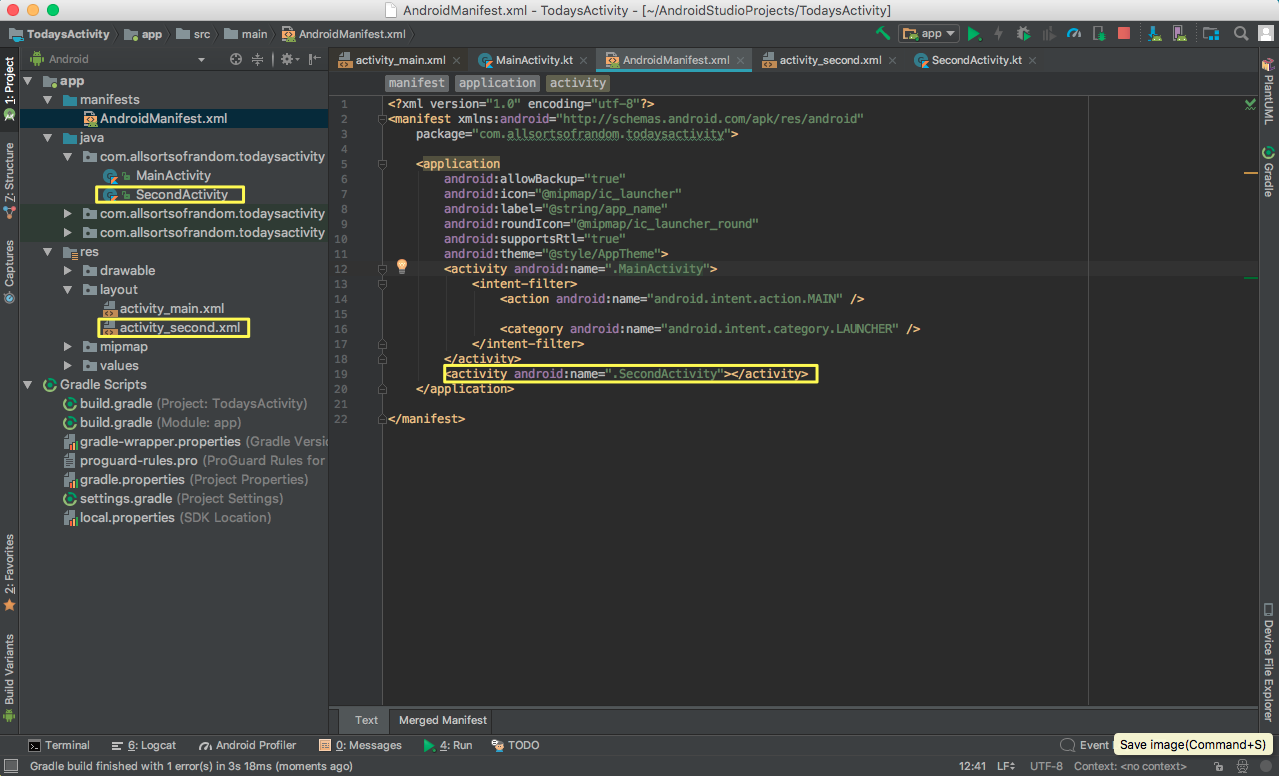 AndroidManifest.xml - TodaysActivity - [~/AndroidStudioProjects/TodaysActivity]
TodaysActivity app src main AndroidManifest.xml app
Android
activity_main.xml MainActivity.kt AndroidManifest.xml activity_second.xml SecondActivity.kt
manifest application activity
1: Project
Z: Structure
Captures
2: Favorites
Build Variants
app
manifests
AndroidManifest.xml
java
com.allsortsofrandom.todaysactivity
MainActivity
SecondActivity
com.allsortsofrandom.todaysactivity
com.allsortsofrandom.todaysactivity
res
drawable
layout
activity_main.xml
activity_second.xml
mipmap
values
Gradle Scripts
build.gradle (Project: TodaysActivity)
build.gradle (Module: app)
gradle-wrapper.properties (Gradle Versio
proguard-rules.pro (ProGuard Rules for
gradle.properties (Project Properties)
settings.gradle (Project Settings)
local.properties (SDK Location)
1 <?xml version="1.0" encoding="utf-8"?>
2 <manifest xmlns:android="http://schemas.android.com/apk/res/android"
3 package="com.allsortsofrandom.todaysactivity">
4
5 <application
6 android:allowBackup="true"
7 android:icon="@mipmap/ic_launcher"
8 android:label="@string/app_name"
9 android:roundIcon="@mipmap/ic_launcher_round"
10 android:supportsRtl="true"
11 android:theme="@style/AppTheme">
12 <activity android:name=".MainActivity">
13 <intent-filter>
14 <action android:name="android.intent.action.MAIN" />
15
16 <category android:name="android.intent.category.LAUNCHER" />
17 </intent-filter>
18 </activity>
19 <activity android:name=".SecondActivity"></activity>
20 </application>
21
22 </manifest>
PlantUML
Gradle
Device File Explorer
Text Merged Manifest
Terminal 6: Logcat Android Profiler 0: Messages 4: Run TODO Event
Save image(Command+S)
Gradle build finished with 1 error(s) in 3s 18ms (moments ago) 12:41 LF UTF-8 Context: <no context>